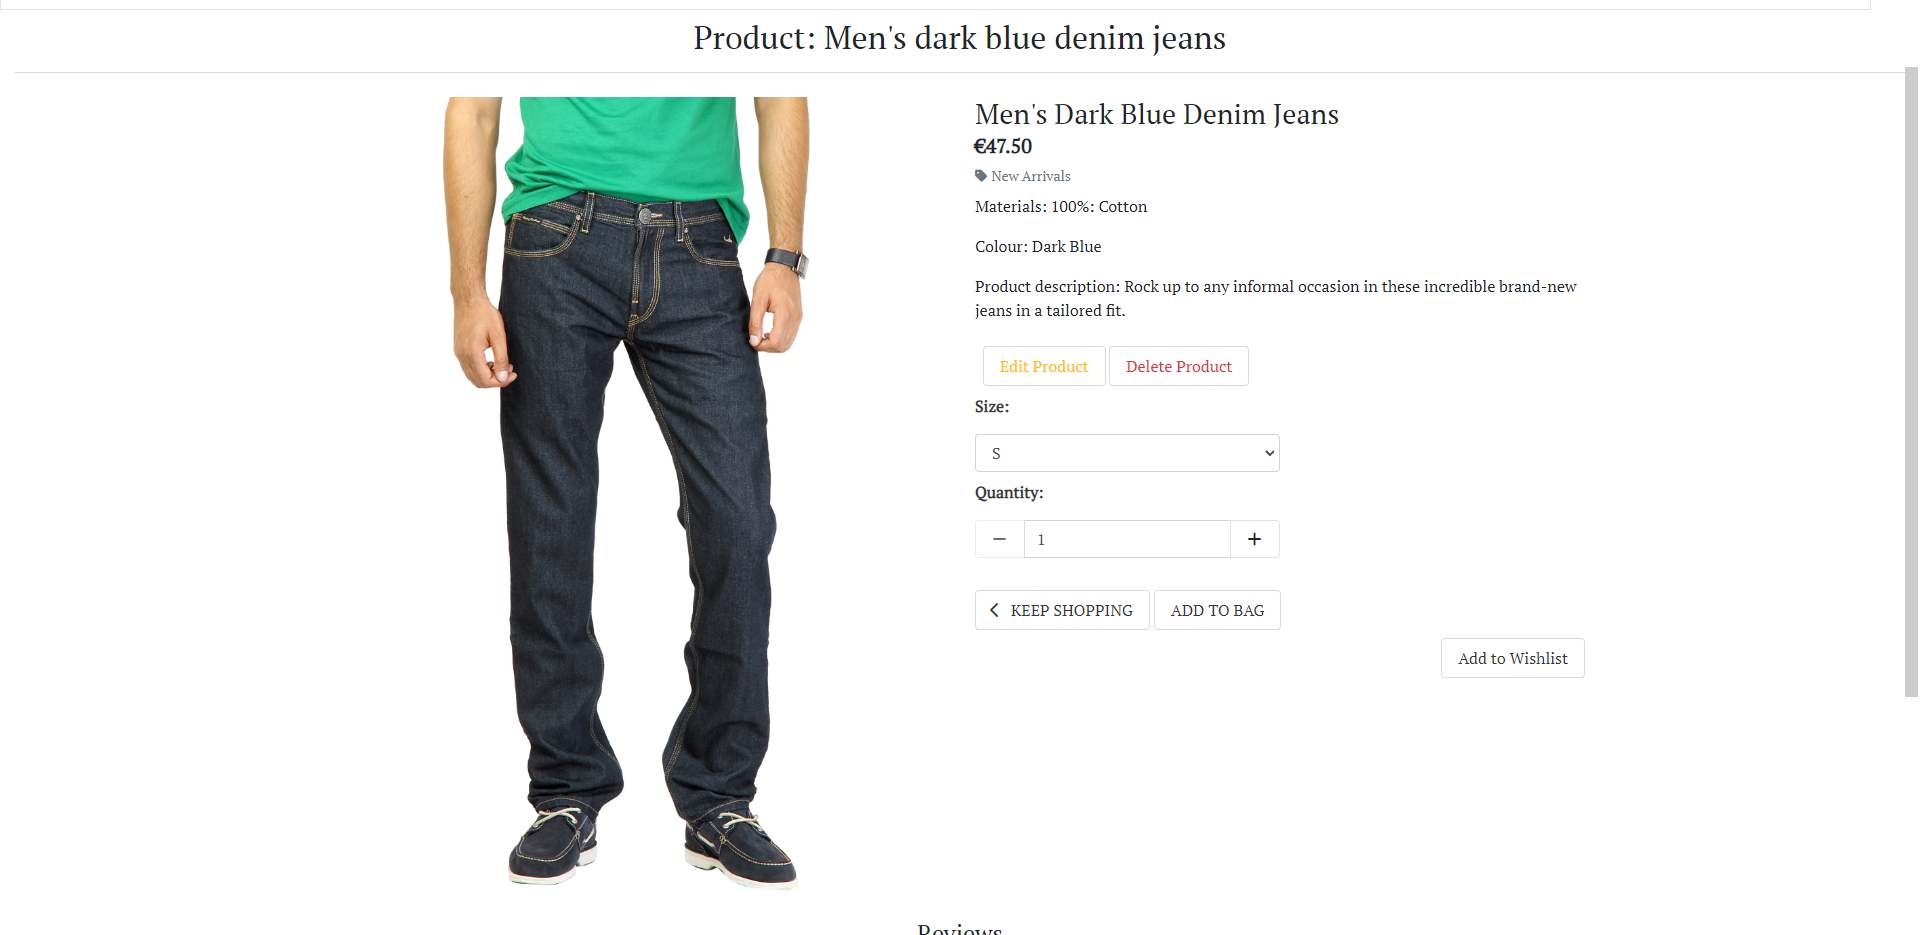 Product: Men's dark blue denim jeans
Men's Dark Blue Denim Jeans
€47.50
New Arrivals
Materials: 100%: Cotton
Colour: Dark Blue
Product description: Rock up to any informal occasion in these incredible brand-new
jeans in a tailored fit.
Edit Product Delete Product
Size:
S
Quantity:
1
KEEP SHOPPING ADD TO BAG
Add to Wishlist
Reviews